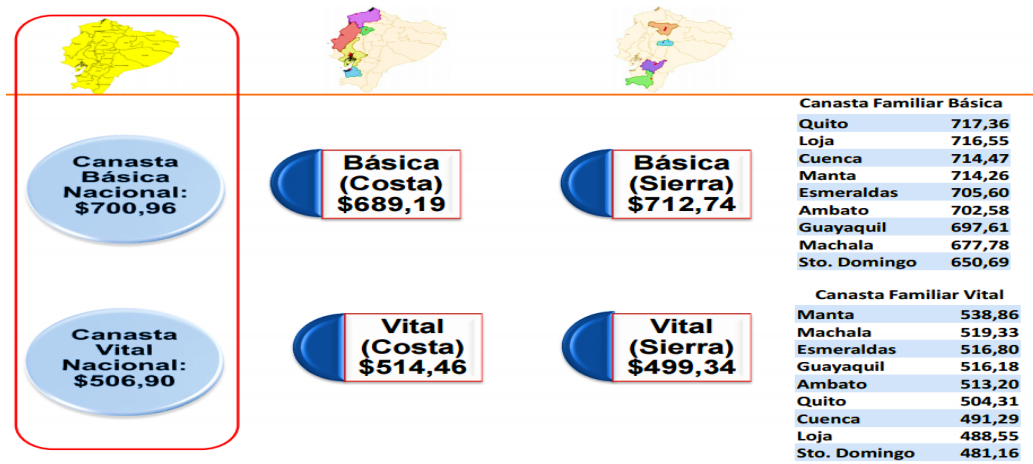 Canasta
Básica
Nacional:
$700,96
Básica
(Costa)
$689,19
Básica
(Sierra)
$712,74
Canasta Familiar Básica
Quito 717,36
Loja 716,55
Cuenca 714,47
Manta 714,26
Esmeraldas 705,60
Ambato 702,58
Guayaquil 697,61
Machala 677,78
Sto. Domingo 650,69
Canasta
Vital
Nacional:
$506,90
Vital
(Costa)
$514,46
Vital
(Sierra)
$499,34
Canasta Familiar Vital
Manta 538,86
Machala 519,33
Esmeraldas 516,80
Guayaquil 516,18
Ambato 513,20
Quito 504,31
Cuenca 491,29
Loja 488,55
Sto. Domingo 481,16